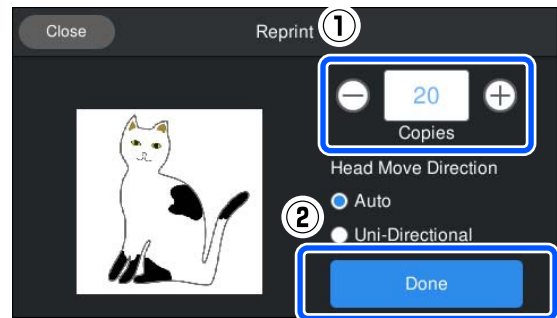 Close
Reprint
①
20
Copies
Head Move Direction
Auto
②
Uni-Directional
Done